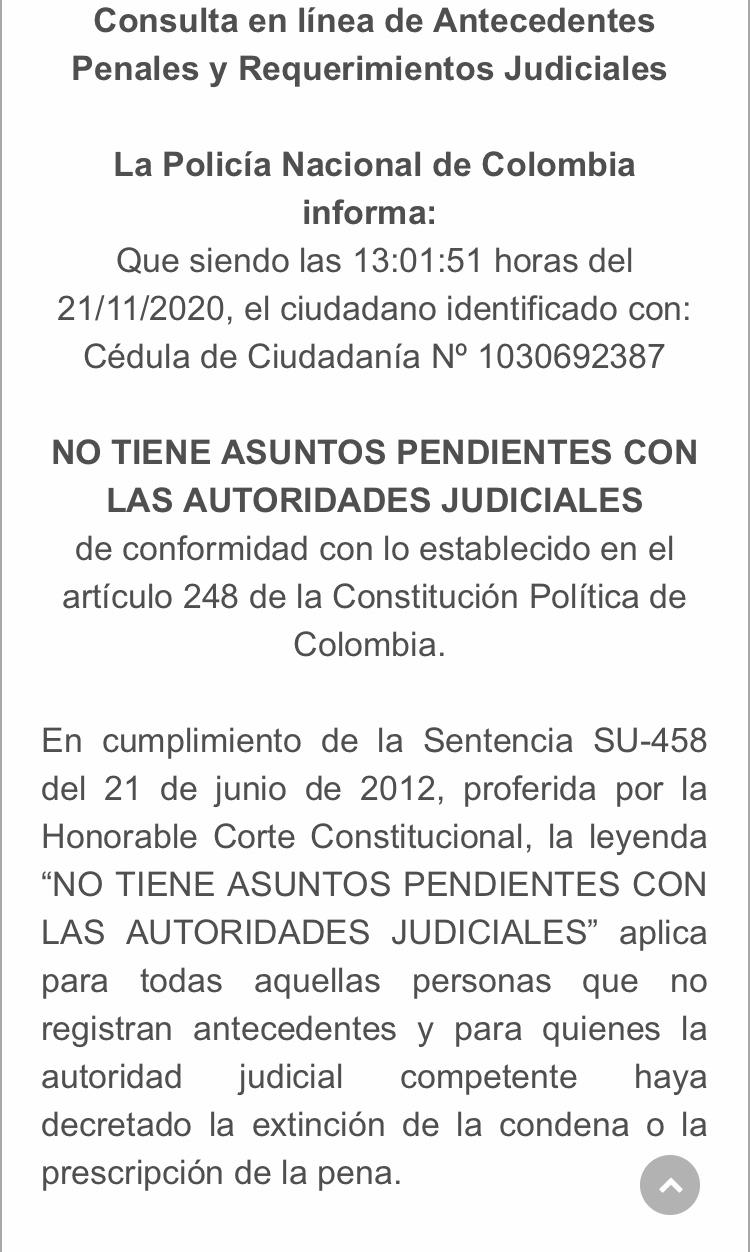 Consulta en línea de Antecedentes
Penales y Requerimientos Judiciales
La Policía Nacional de Colombia
informa:
Que siendo las 13:01:51 horas del
21/11/2020, el ciudadano identificado con:
Cédula de Ciudadanía Nº 1030692387
NO TIENE ASUNTOS PENDIENTES CON
LAS AUTORIDADES JUDICIALES
de conformidad con lo establecido en el
artículo 248 de la Constitución Política de
Colombia.
En cumplimiento de la Sentencia SU-458
del 21 de junio de 2012, proferida por la
Honorable Corte Constitucional, la leyenda
“NO TIENE ASUNTOS PENDIENTES CON
LAS AUTORIDADES JUDICIALES” aplica
para todas aquellas personas que no
registran antecedentes y para quienes la
autoridad judicial competente haya
decretado la extinción de la condena o la
prescripción de la pena.